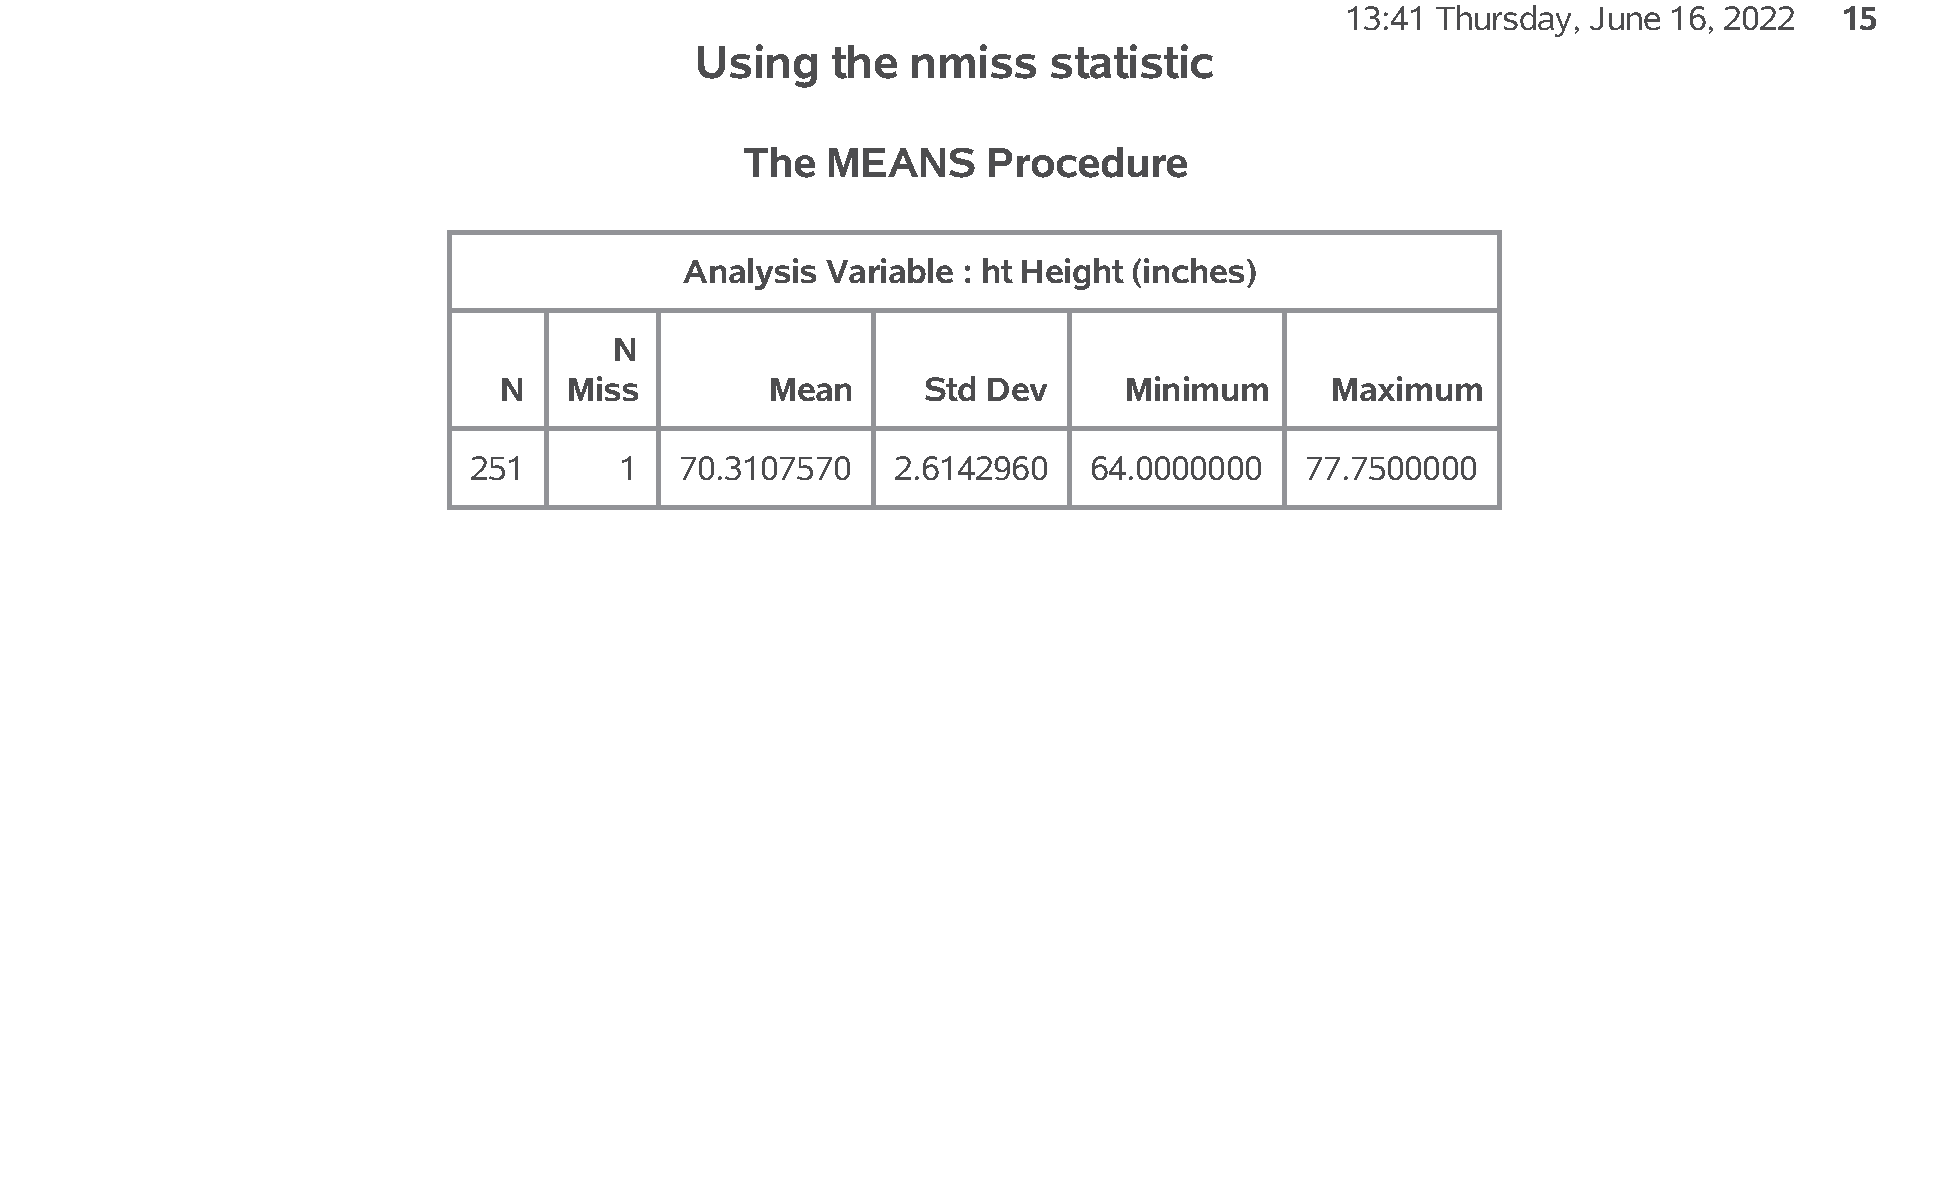 13:41 Thursday, June 16, 2022 15
Using the nmiss statistic
The MEANS Procedure
Analysis Variable : ht Height (inches)
N N Miss Mean Std Dev Minimum Maximum
251 1 70.3107570 2.6142960 64.0000000 77.7500000